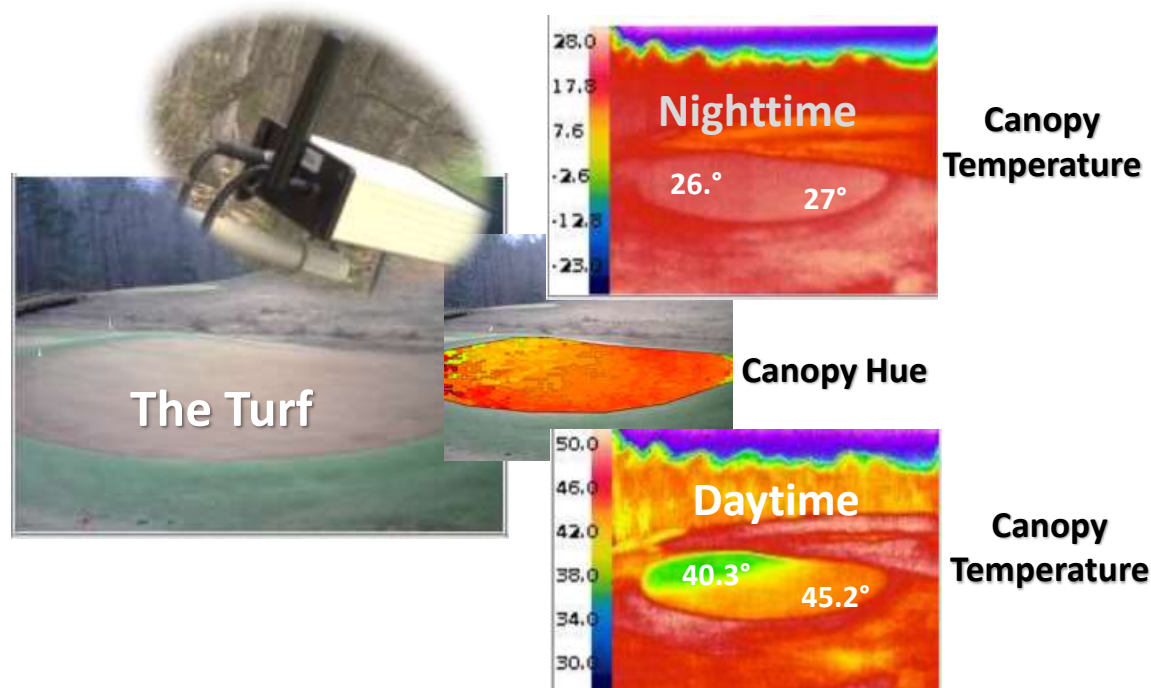 28.0
17.8
7.6
-2.6
-12.8
-23.0
Nighttime
26.°
27°
Canopy
Temperature
The Turf
Canopy Hue
50.0
46.0
42.0
38.0
34.0
30.0
Daytime
40.3°
45.2°
Canopy
Temperature